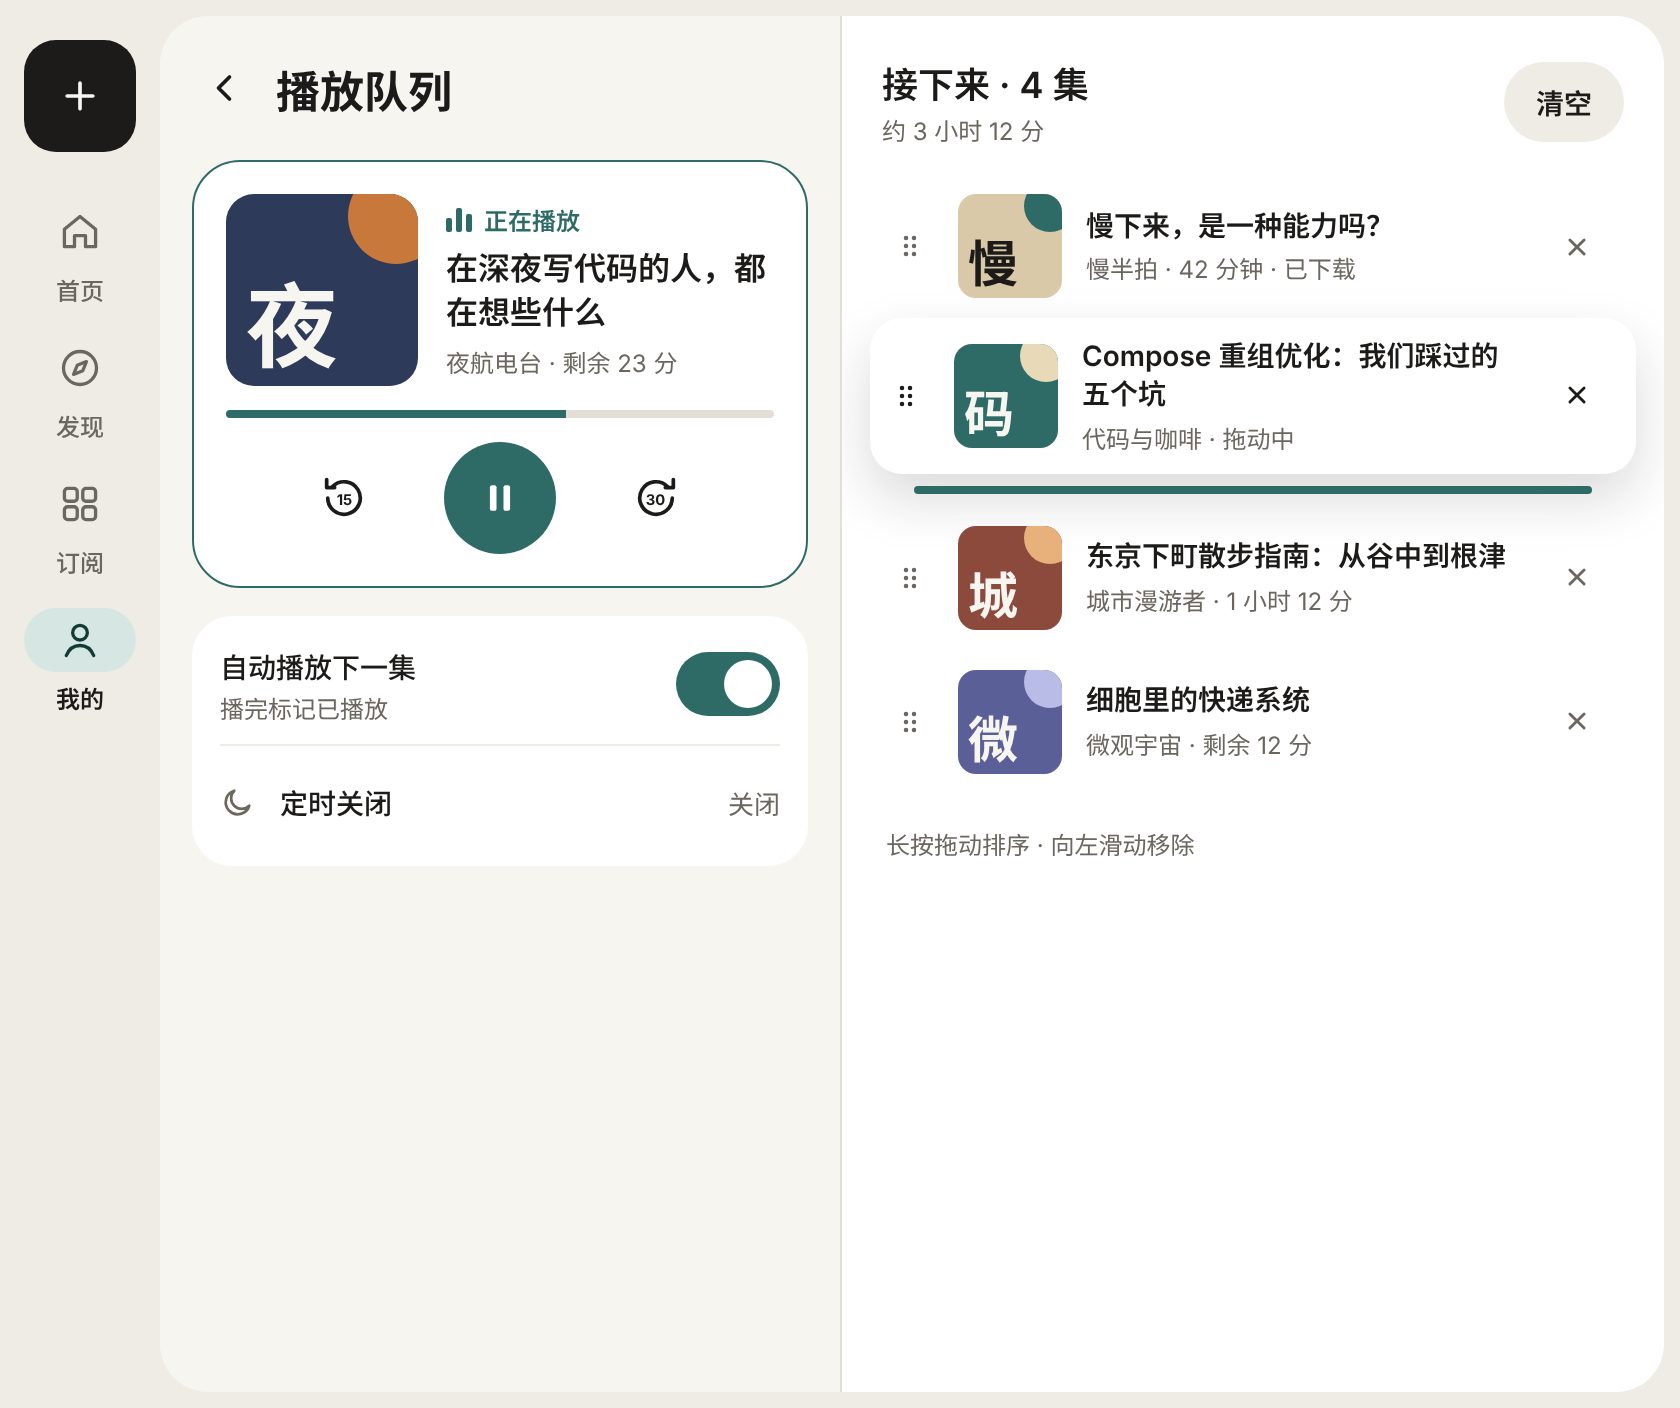 首页
发现
订阅
我的
播放队列
夜
正在播放
在深夜写代码的人，都
在想些什么
夜航电台 · 剩余 23 分
15
30
自动播放下一集
播完标记已播放
定时关闭
关闭
接下来 · 4 集
约 3 小时 12 分
清空
慢
慢下来，是一种能力吗？
慢半拍 · 42 分钟 · 已下载
码
Compose 重组优化：我们踩过的
五个坑
代码与咖啡 · 拖动中
城
东京下町散步指南：从谷中到根津
城市漫游者 · 1 小时 12 分
微
细胞里的快递系统
微观宇宙 · 剩余 12 分
长按拖动排序 · 向左滑动移除